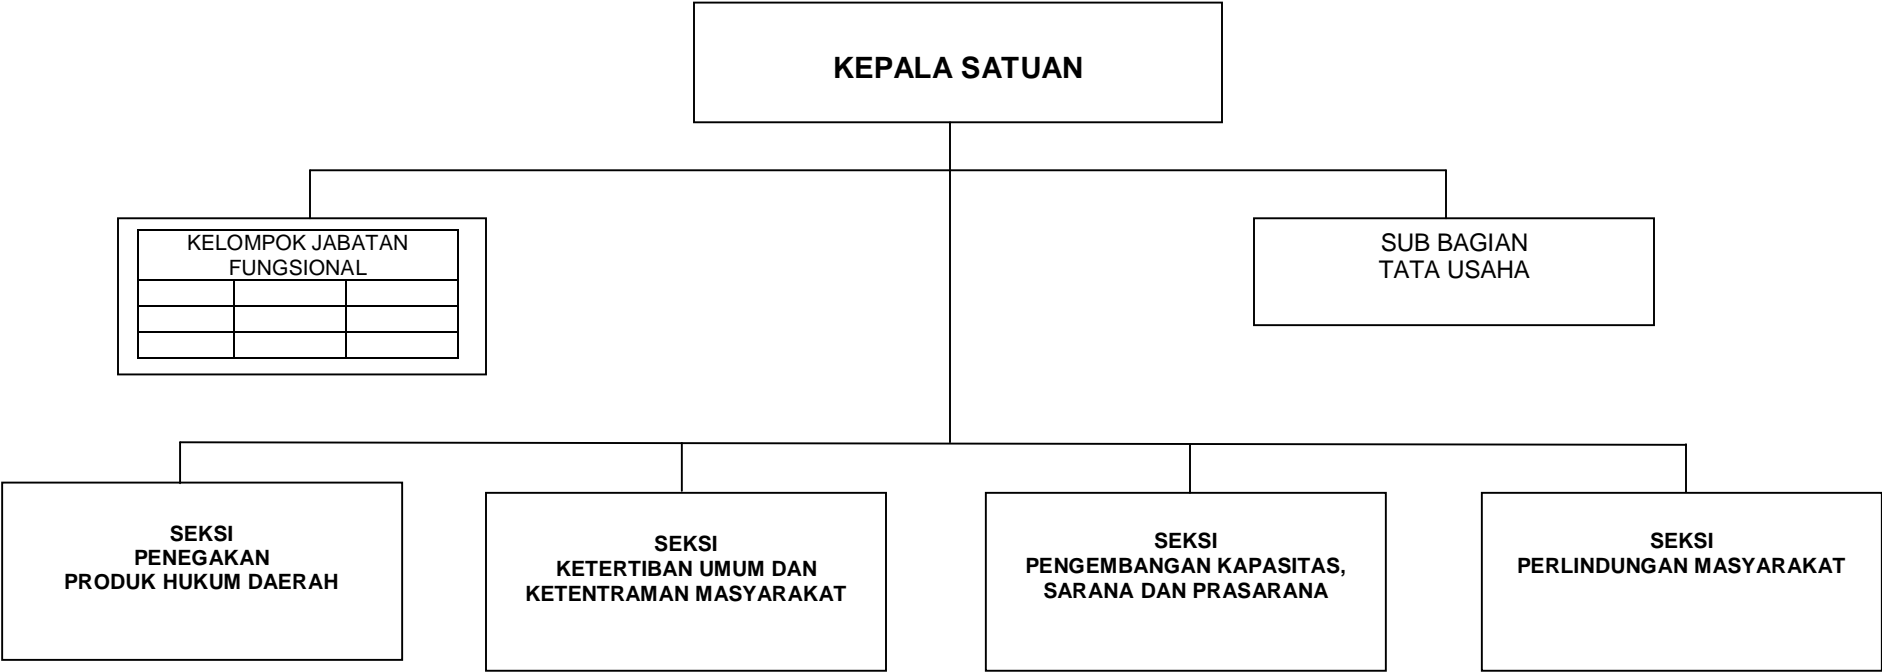 KEPALA SATUAN
KELOMPOK JABATAN
FUNGSIONAL
SUB BAGIAN
TATA USAHA
SEKSI
PENEGAKAN
PRODUK HUKUM DAERAH
SEKSI
KETERTIBAN UMUM DAN
KETENTRAMAN MASYARAKAT
SEKSI
PENGEMBANGAN KAPASITAS,
SARANA DAN PRASARANA
SEKSI
PERLINDUNGAN MASYARAKAT